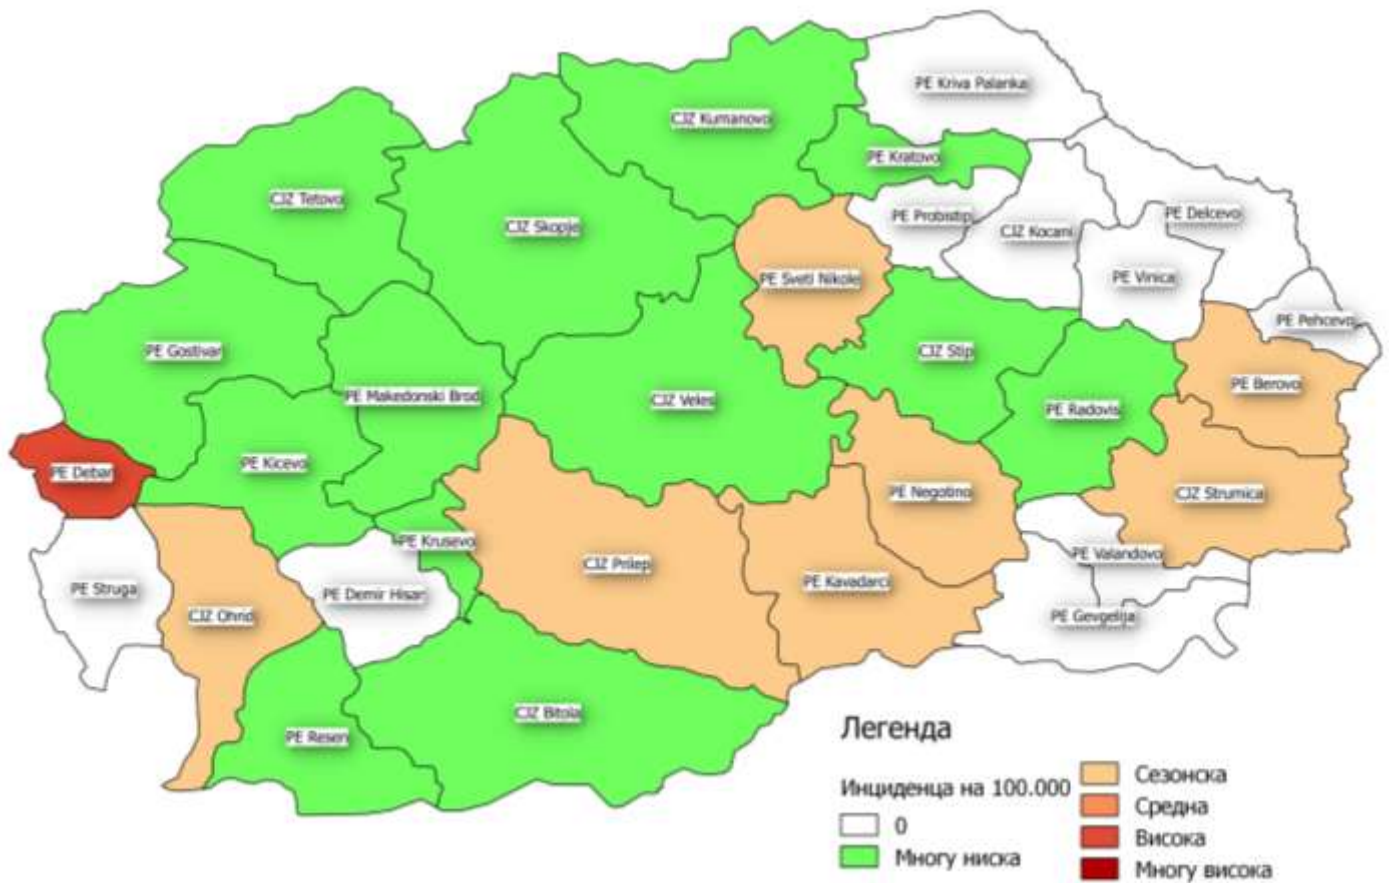 PE Kriva Palanka
CJZ Kumanovo
PE Kratovo
CJZ Tetovo
PE Probistip
PE Delcevo
CJZ Skopje
CJZ Kocani
PE Sveti Nikole
PE Vinica
PE Pehcevo
PE Gostivar
CJZ Stip
PE Berovo
PE Makedonski Brod
CJZ Veles
PE Radovis
PE Debar
PE Kicevo
PE Negotino
CJZ Strumica
PE Krusevo
PE Valandovo
CJZ Prilep
PE Kavadarci
PE Struga
PE Demir Hisar
CJZ Ohrid
PE Gevgelija
CJZ Bitola
PE Resen
Легенда
Инциденца на 100.000
0
Многу ниска
Сезонска
Средна
Висока
Многу висока